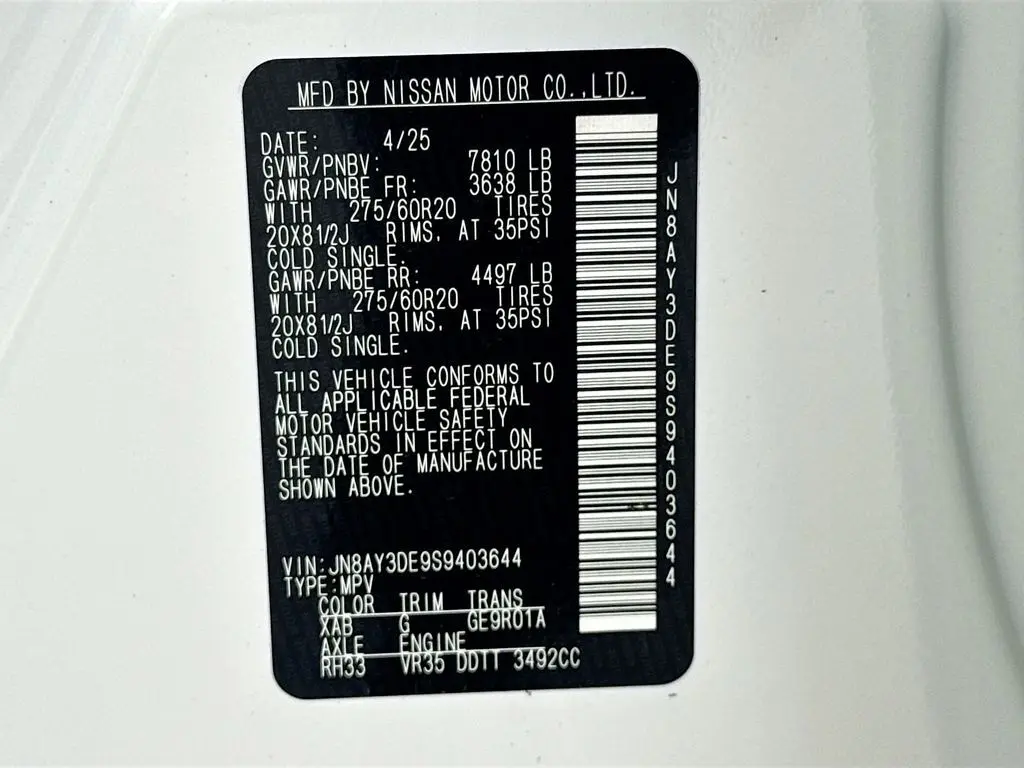 MFD BY NISSAN MOTOR CO.,LTD.
DATE: 4/25
GVWR/PNBV: 7810 LB
GAWR/PNBE FR: 3638 LB
WITH 275/60R20 TIRES
20X81/2J RIMS, AT 35PSI
COLD SINGLE.
GAWR/PNBE RR: 4497 LB
WITH 275/60R20 TIRES
20X81/2J RIMS, AT 35PSI
COLD SINGLE.
THIS VEHICLE CONFORMS TO
ALL APPLICABLE FEDERAL
MOTOR VEHICLE SAFETY
STANDARDS IN EFFECT ON
THE DATE OF MANUFACTURE
SHOWN ABOVE.
VIN:JN8AY3DE9S9403644
TYPE:MPV
COLOR TRIM TRANS
XAB G GE9R01A
AXLE ENGINE
RH33 VR35 DDTT 3492CC
JN8AY3DE9S9403644